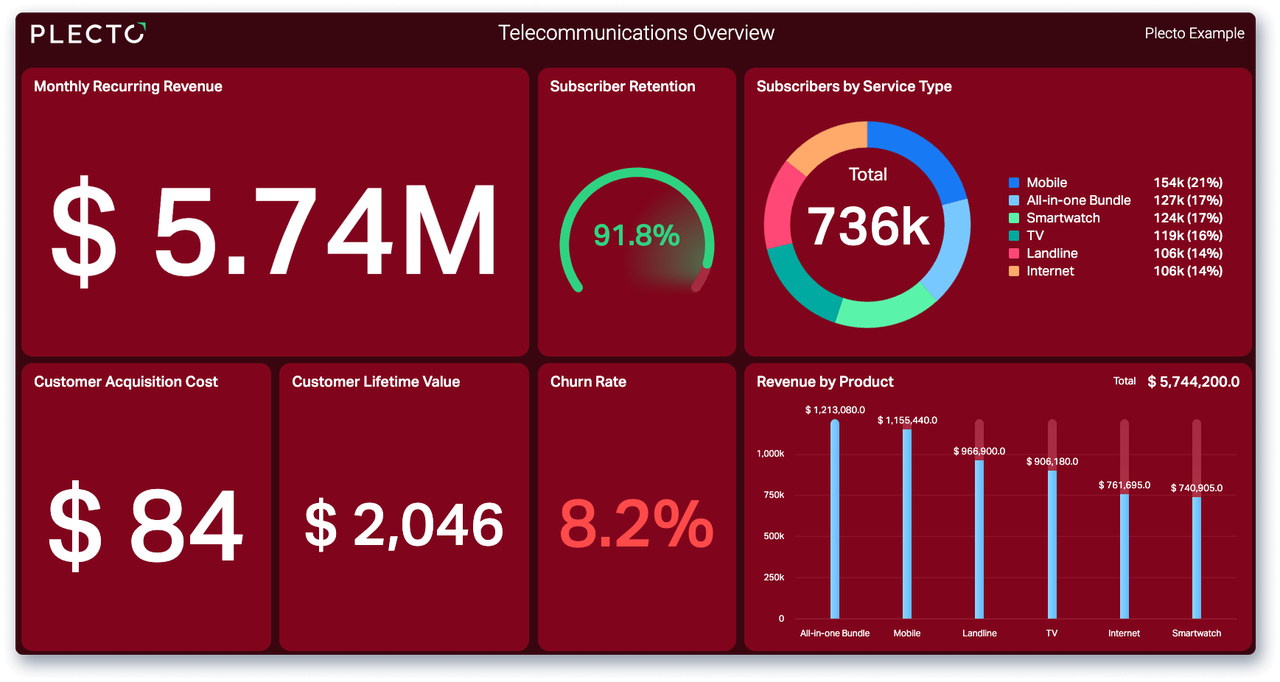 PLECTO
Telecommunications Overview
Plecto Example
Monthly Recurring Revenue
$ 5.74M
Subscriber Retention
91.8%
Subscribers by Service Type
Total
736k
Mobile 154k (21%)
All-in-one Bundle 127k (17%)
Smartwatch 124k (17%)
TV 119k (16%)
Landline 106k (14%)
Internet 106k (14%)
Customer Acquisition Cost
$ 84
Customer Lifetime Value
$ 2,046
Churn Rate
8.2%
Revenue by Product
Total $ 5,744,200.0
$ 1,213,080.0
$ 1,155,440.0
$ 966,900.0
$ 906,180.0
$ 761,695.0
$ 740,905.0
1,000k
750k
500k
250k
0
All-in-one Bundle Mobile Landline TV Internet Smartwatch